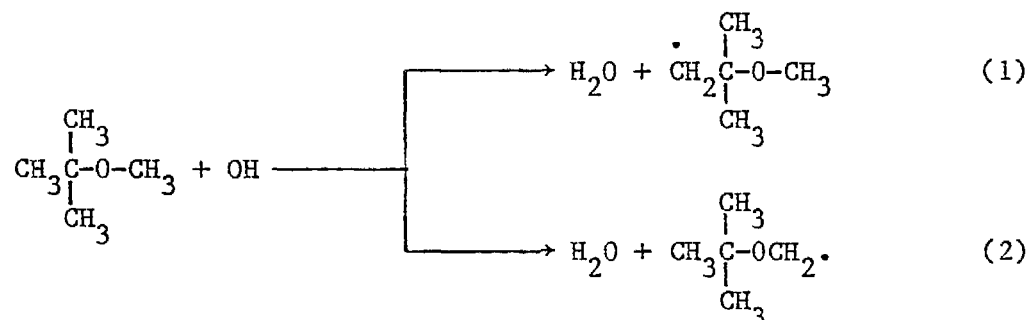 CH3
·
CH2C-O-CH3
H2O +
(1)
CH3
CH3
CH3C-O-CH3 + OH
CH3
CH3
H2O + CH3C-OCH2·
(2)
CH3